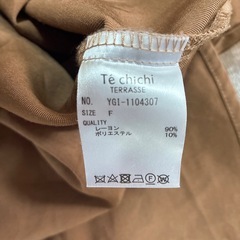 Te chichi
TERRASSE
NO. YG1-1104307
SIZE F
QUALITY
レーヨン 90%
ポリエステル 10%